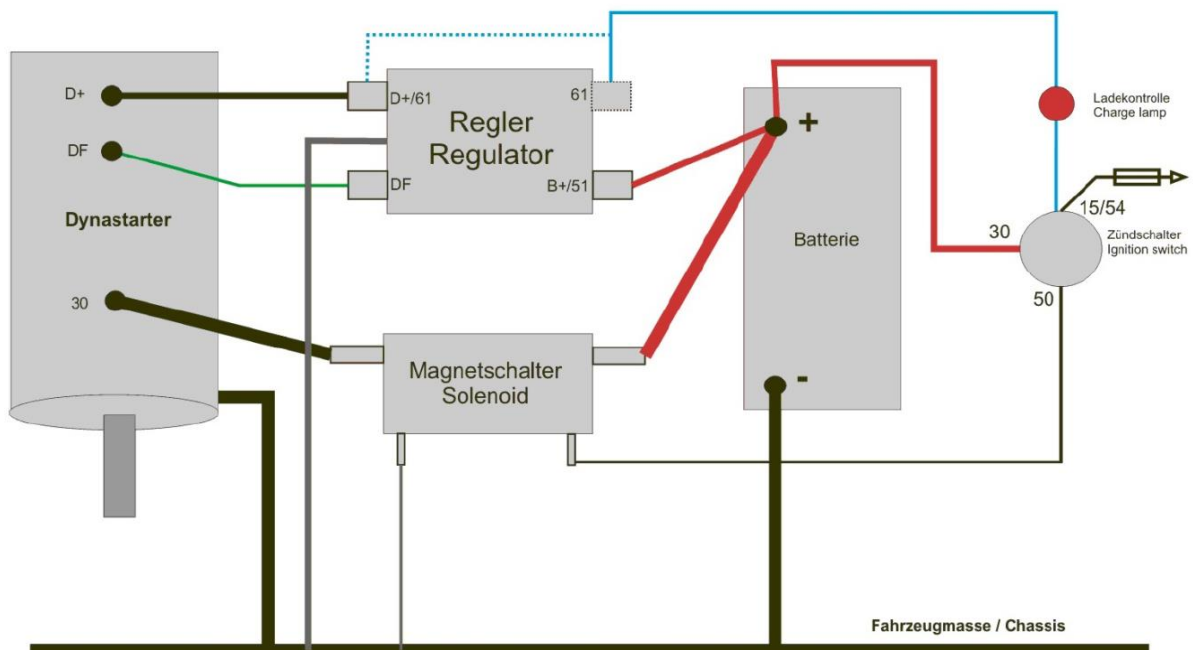 D+
DF
Dynastarter
30
D+/61
61
Regler
Regulator
DF
B+/51
Magnetschalter
Solenoid
+
Batterie
-
Ladekontrolle
Charge lamp
15/54
30
Zündschalter
Ignition switch
50
Fahrzeugmasse / Chassis